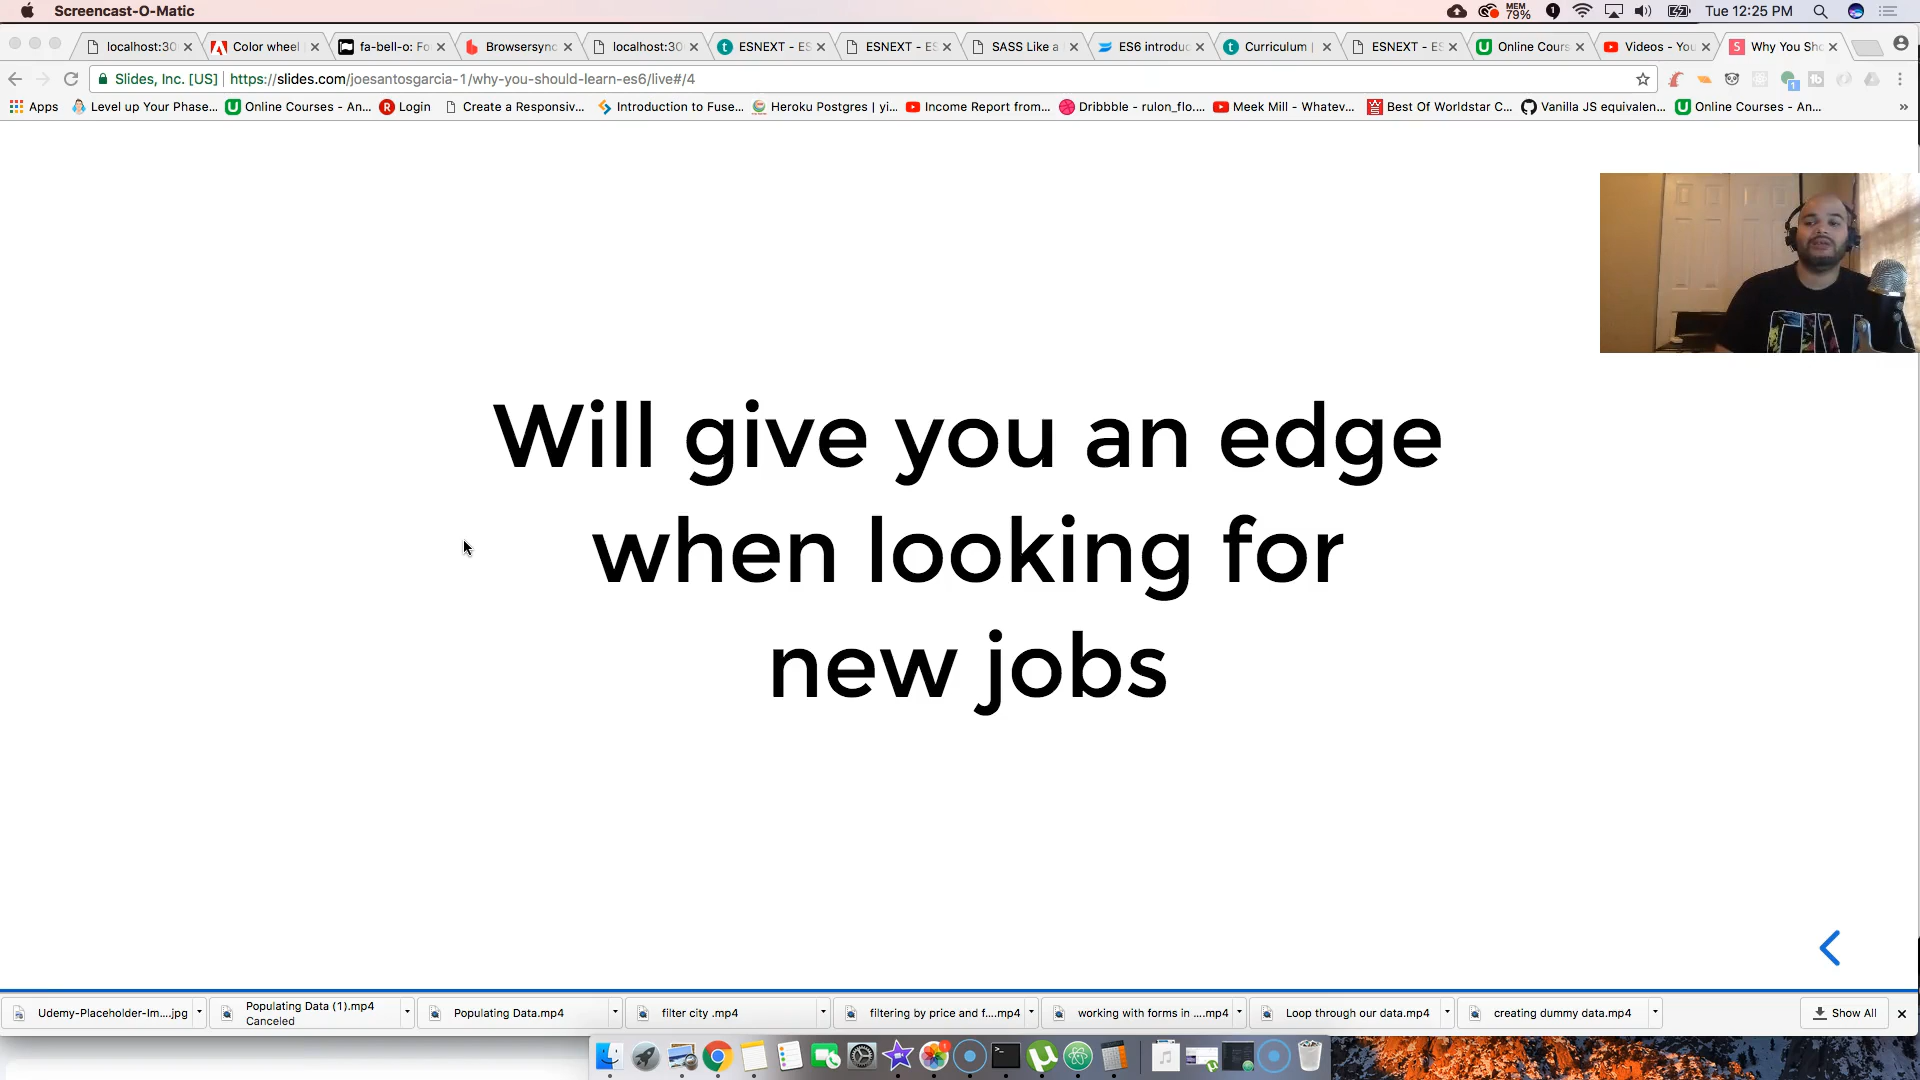 Screencast-O-Matic
MEM
79%
Tue 12:25 PM
localhost:30
Color wheel
fa-bell-o: Fo
Browsersync
localhost:30
ESNEXT - ES
ESNEXT - ES
SASS Like a
ES6 introduc
Curriculum
ESNEXT - ES
Online Cours
Videos - You
Why You Sho
Slides, Inc. [US]
https://slides.com/joesantosgarcia-1/why-you-should-learn-es6/live#/4
Apps
Level up Your Phase...
Online Courses - An...
Login
Create a Responsiv...
Introduction to Fuse...
Heroku Postgres | yi...
Income Report from...
Dribbble - rulon_flo....
Meek Mill - Whatev...
Best Of Worldstar C...
Vanilla JS equivalen...
Online Courses - An...
Will give you an edge
when looking for
new jobs
Udemy-Placeholder-Im....jpg
Populating Data (1).mp4
Canceled
Populating Data.mp4
filter city .mp4
filtering by price and f....mp4
working with forms in ....mp4
Loop through our data.mp4
creating dummy data.mp4
Show All